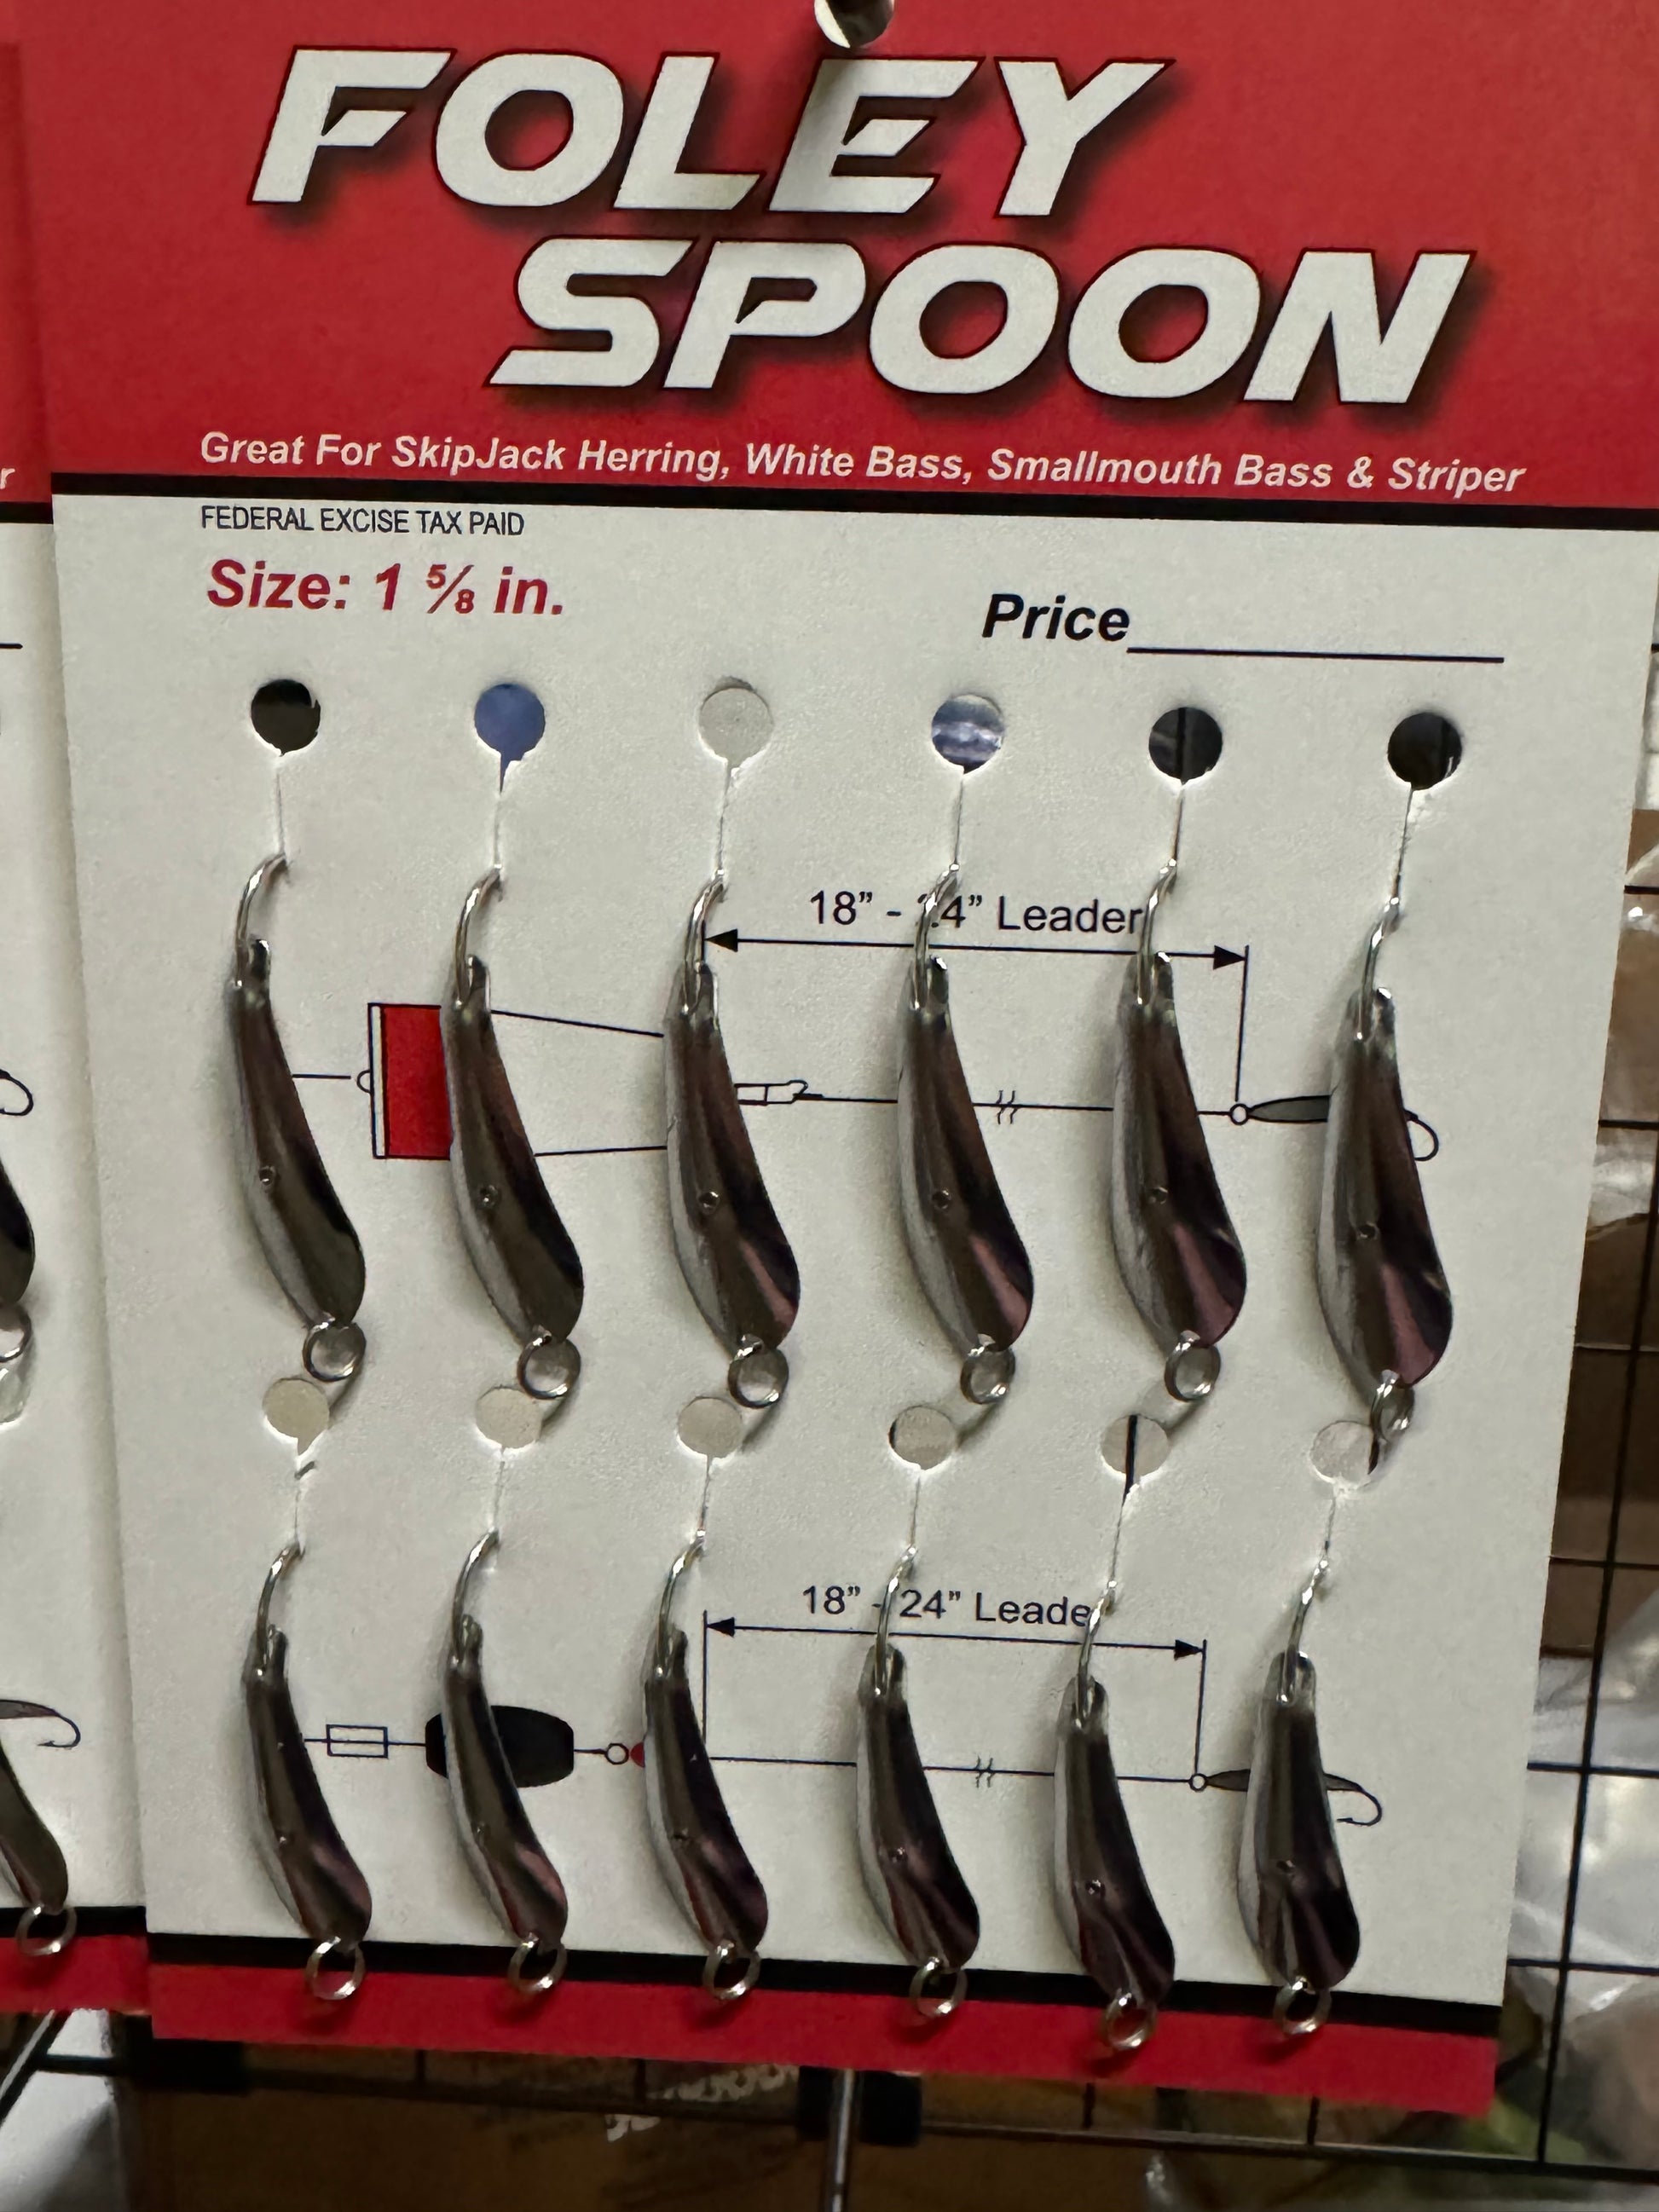 FOLEY
SPOON
Great For SkipJack Herring, White Bass, Smallmouth Bass & Striper
r
FEDERAL EXCISE TAX PAID
Size: 1 ⅝ in.
Price
18” - 24” Leader
18” - 24” Leade